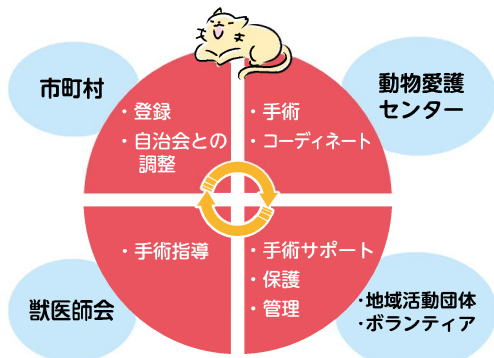 市町村
・登録
・自治会との
調整
・手術
・コーディネート
動物愛護
センター
獣医師会
・手術指導
・手術サポート
・保護
・管理
・地域活動団体
・ボランティア